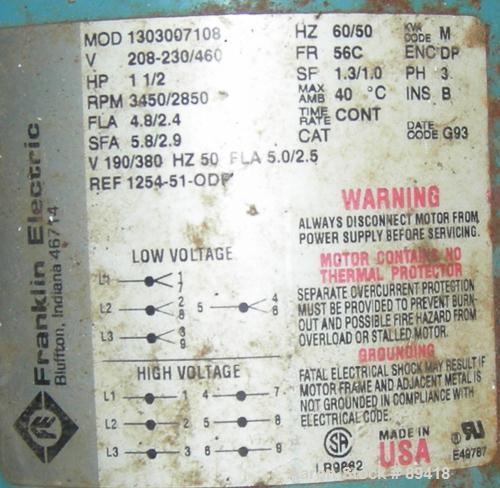 MOD 1303007108
V 208-230/460
HP 1 1/2
RPM 3450/2850
FLA 4.8/2.4
SFA 5.8/2.9
V 190/380 HZ 50 FLA 5.0/2.5
REF 1254-51-ODP
HZ 60/50 KVA CODE M
FR 56C ENC DP
SF 1.3/1.0 PH 3
MAX AMB 40 °C INS B
TIME RATE CONT
CAT DATE CODE G93
Franklin Electric
Bluffton, Indiana 46714
LOW VOLTAGE
L1 1 7
L2 2 8 5 4 6
L3 3 9
HIGH VOLTAGE
L1 1 4 7
L2 2 5 8
L3 3 6 9
WARNING
ALWAYS DISCONNECT MOTOR FROM
POWER SUPPLY BEFORE SERVICING.
MOTOR CONTAINS NO
THERMAL PROTECTOR
SEPARATE OVERCURRENT PROTECTION
MUST BE PROVIDED TO PREVENT BURN-
OUT AND POSSIBLE FIRE HAZARD FROM
OVERLOAD OR STALLED MOTOR.
GROUNDING
FATAL ELECTRICAL SHOCK MAY RESULT IF
MOTOR FRAME AND ADJACENT METAL IS
NOT GROUNDED IN COMPLIANCE WITH
ELECTRICAL CODE.
MADE IN
USA
E48787
Stock # 89418